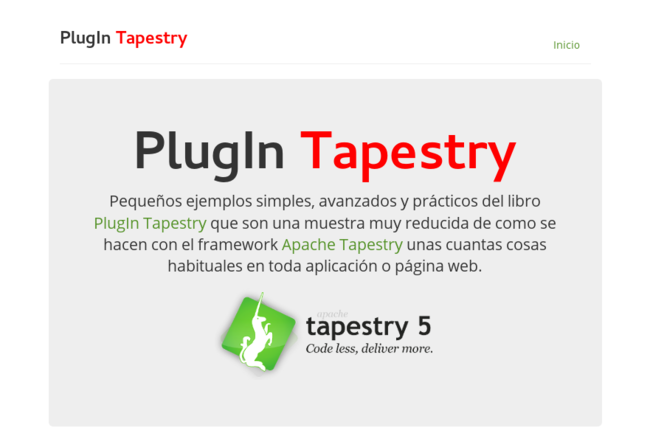 PlugIn Tapestry
Inicio
PlugIn Tapestry
Pequeños ejemplos simples, avanzados y prácticos del libro
PlugIn Tapestry que son una muestra muy reducida de como se
hacen con el framework Apache Tapestry unas cuantas cosas
habituales en toda aplicación o página web.
apache
tapestry 5
Code less, deliver more.